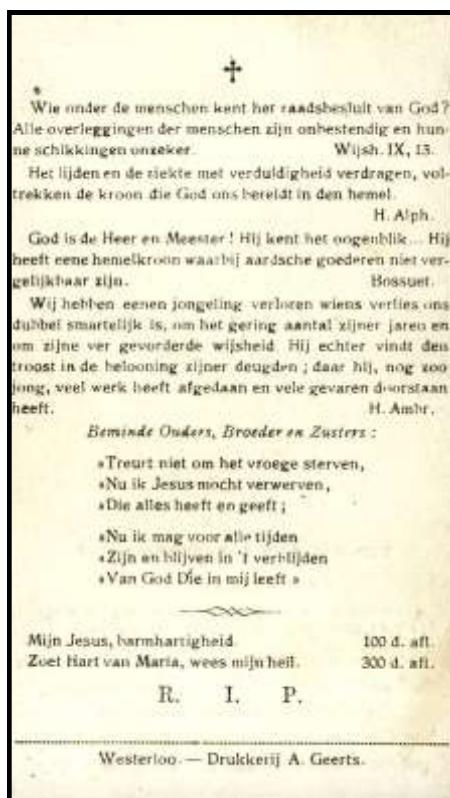 ✝
Wie onder de menschen kent het raadsbesluit van God?
Alle overleggingen der menschen zijn onbestendig en hun-
ne schikkingen onzeker. Wijsh. IX, 13.
Het lijden en de ziekte met verduldigheid verdragen, vol-
trekken de kroon die God ons bereidt in den hemel.
H. Alph.
God is de Heer en Meester! Hij kent het oogenblik... Hij
heeft eene hemelkroon waarbij aardsche goederen niet ver-
gelijkbaar zijn. Bossuet.
Wij hebben eenen jongeling verloren wiens verlies ons
dubbel smartelijk is, om het gering aantal zijner jaren en
om zijne ver gevorderde wijsheid. Hij echter vindt den
troost in de belooning zijner deugden; daar hij, nog zoo
jong, veel werk heeft afgedaan en vele gevaren doorstaan
heeft. H. Ambr.
Beminde Ouders, Broeder en Zusters:
»Treurt niet om het vroege sterven,
»Nu ik Jesus mocht verwerven,
»Die alles heeft en geeft;
»Nu ik mag voor alle tijden
»Zijn en blijven in 't verblijden
»Van God Die in mij leeft»
Mijn Jesus, barmhartigheid. 100 d. afl.
Zoet Hart van Maria, wees mijn heil. 300 d. afl.
R. I. P.
Westerloo. — Drukkerij A. Geerts.